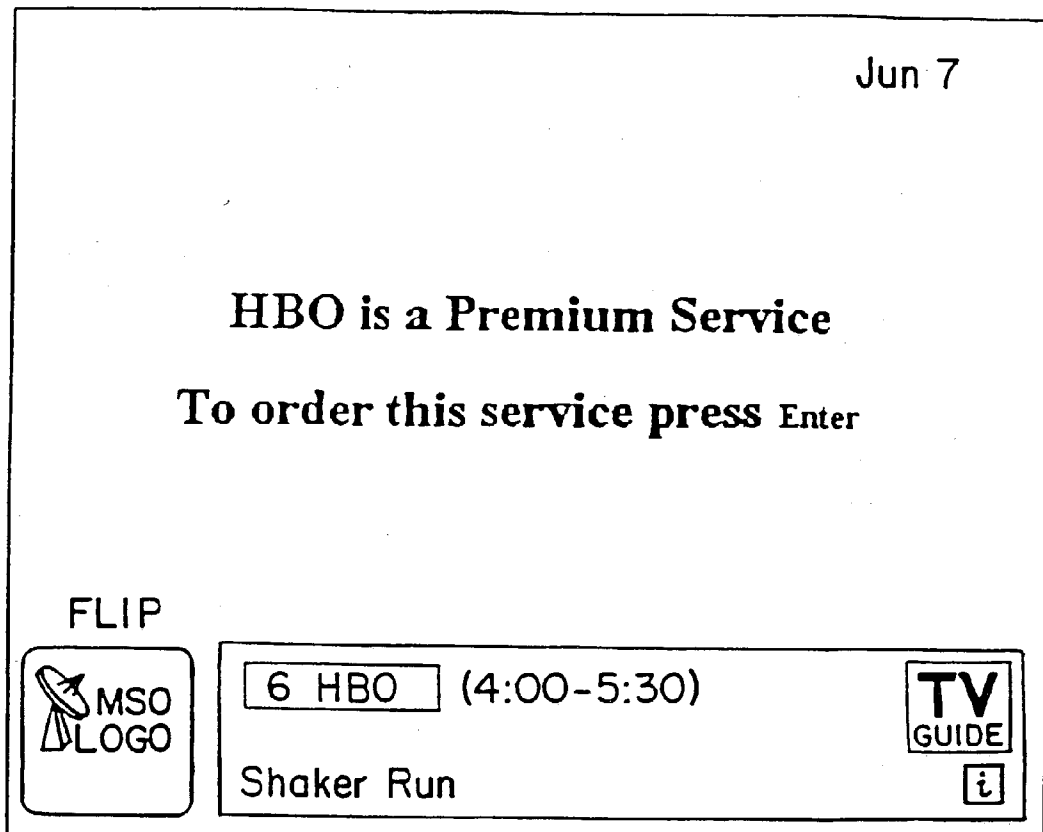 Jun 7
HBO is a Premium Service
To order this service press Enter
FLIP
MSO
LOGO
6 HBO (4:00-5:30)
TV
GUIDE
Shaker Run
i